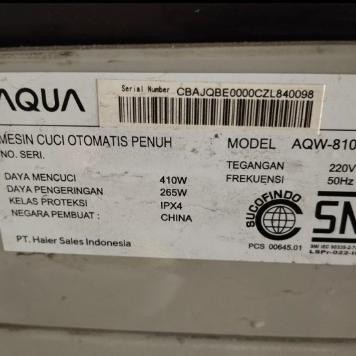 AQUA
Serial Number CBAJQBE0000CZL840098
MESIN CUCI OTOMATIS PENUH MODEL AQW-810
NO. SERI.
TEGANGAN 220V
DAYA MENCUCI 410W FREKUENSI 50Hz
DAYA PENGERINGAN 265W
KELAS PROTEKSI IPX4
NEGARA PEMBUAT : CHINA
SUCOFINDO
PT. Haier Sales Indonesia
PCS 00645.01